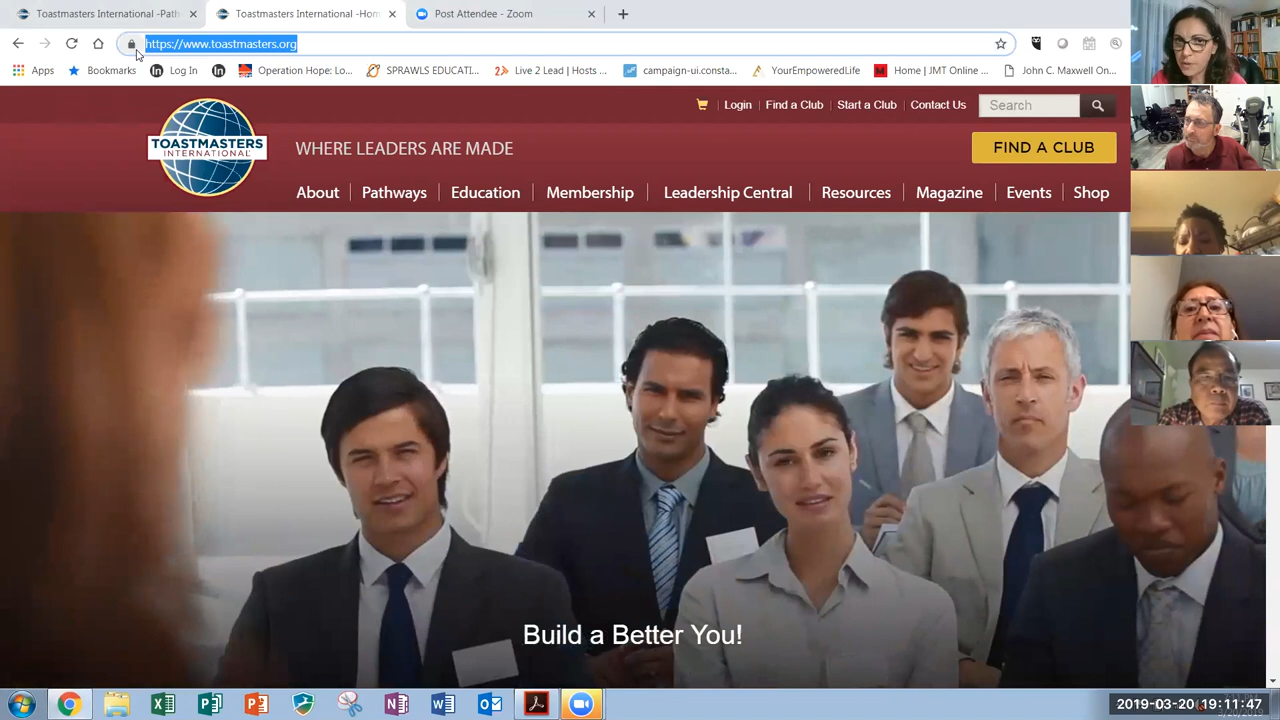 Toastmasters International -Path
Toastmasters International -Hom
Post Attendee - Zoom
https://www.toastmasters.org
Apps
Bookmarks
Log In
Operation Hope: Lo...
SPRAWLS EDUCATI...
Live 2 Lead | Hosts ...
campaign-ui.consta...
YourEmpoweredLife
Home | JMT Online ...
John C. Maxwell On...
Login
Find a Club
Start a Club
Contact Us
Search
TOASTMASTERS
INTERNATIONAL
WHERE LEADERS ARE MADE
FIND A CLUB
About
Pathways
Education
Membership
Leadership Central
Resources
Magazine
Events
Shop
Build a Better You!
2019-03-20 19:11:47